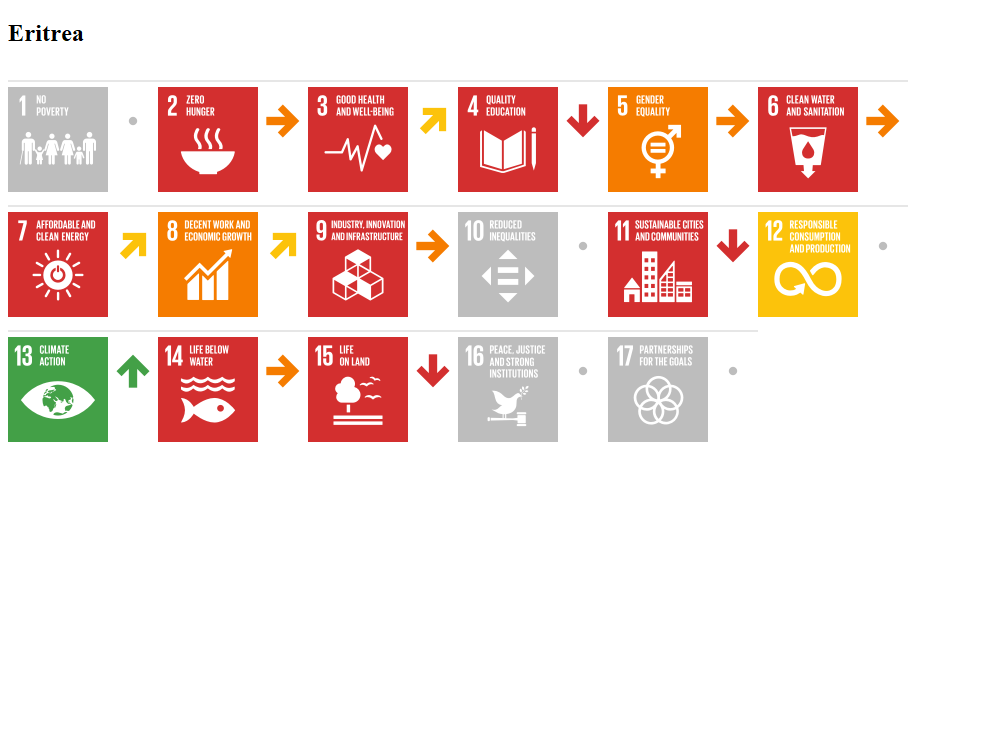 Eritrea
1 NO
POVERTY
2 ZERO
HUNGER
3 GOOD HEALTH
AND WELL-BEING
4 QUALITY
EDUCATION
5 GENDER
EQUALITY
6 CLEAN WATER
AND SANITATION
7 AFFORDABLE AND
CLEAN ENERGY
8 DECENT WORK AND
ECONOMIC GROWTH
9 INDUSTRY, INNOVATION
AND INFRASTRUCTURE
10 REDUCED
INEQUALITIES
11 SUSTAINABLE CITIES
AND COMMUNITIES
12 RESPONSIBLE
CONSUMPTION
AND PRODUCTION
13 CLIMATE
ACTION
14 LIFE BELOW
WATER
15 LIFE
ON LAND
16 PEACE, JUSTICE
AND STRONG
INSTITUTIONS
17 PARTNERSHIPS
FOR THE GOALS